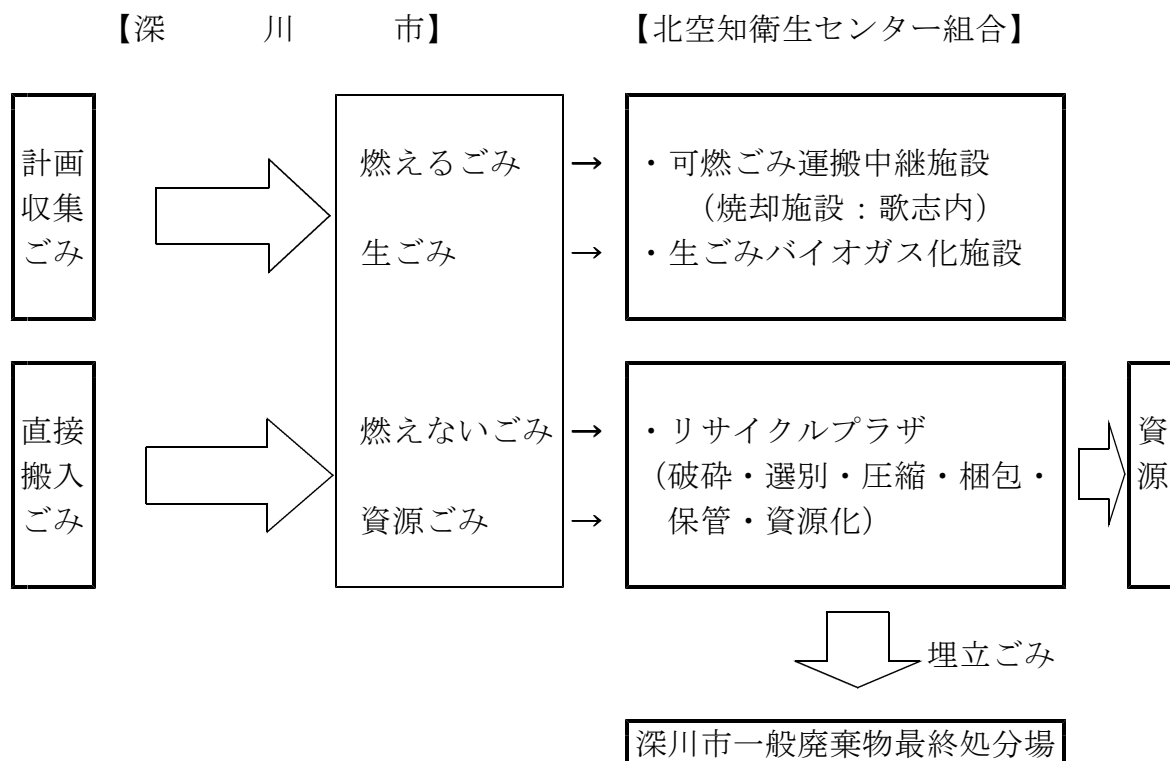 【深　川　市】
【北空知衛生センター組合】
計画
収集
ごみ
燃えるごみ
→
・可燃ごみ運搬中継施設
（焼却施設：歌志内）
生ごみ
→
・生ごみバイオガス化施設
直接
搬入
ごみ
燃えないごみ
→
・リサイクルプラザ
（破砕・選別・圧縮・梱包・
保管・資源化）
資源ごみ
→
資
源
埋立ごみ
深川市一般廃棄物最終処分場